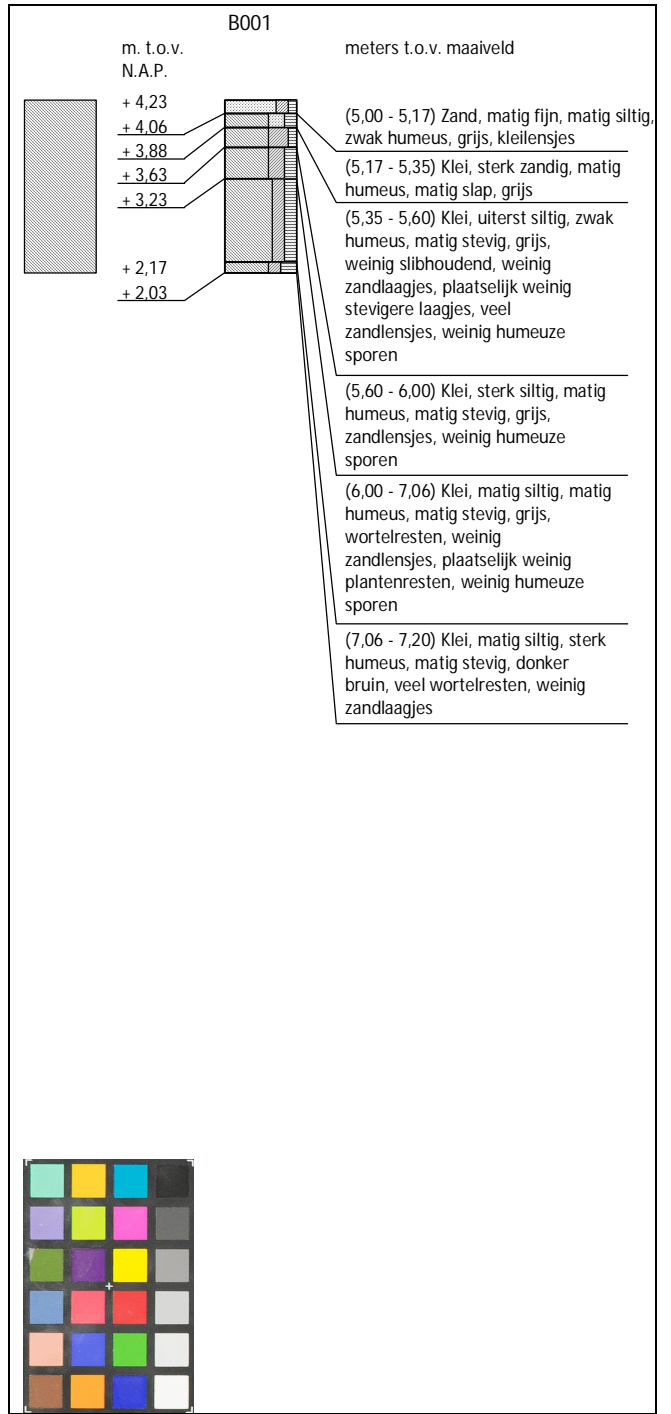 B001
m. t.o.v.
N.A.P.
meters t.o.v. maaiveld
+ 4,23
+ 4,06
+ 3,88
+ 3,63
+ 3,23
+ 2,17
+ 2,03
(5,00 - 5,17) Zand, matig fijn, matig siltig,
zwak humeus, grijs, kleilensjes
(5,17 - 5,35) Klei, sterk zandig, matig
humeus, matig slap, grijs
(5,35 - 5,60) Klei, uiterst siltig, zwak
humeus, matig stevig, grijs,
weinig slibhoudend, weinig
zandlaagjes, plaatselijk weinig
stevigere laagjes, veel
zandlensjes, weinig humeuze
sporen
(5,60 - 6,00) Klei, sterk siltig, matig
humeus, matig stevig, grijs,
zandlensjes, weinig humeuze
sporen
(6,00 - 7,06) Klei, matig siltig, matig
humeus, matig stevig, grijs,
wortelresten, weinig
zandlensjes, plaatselijk weinig
plantenresten, weinig humeuze
sporen
(7,06 - 7,20) Klei, matig siltig, sterk
humeus, matig stevig, donker
bruin, veel wortelresten, weinig
zandlaagjes